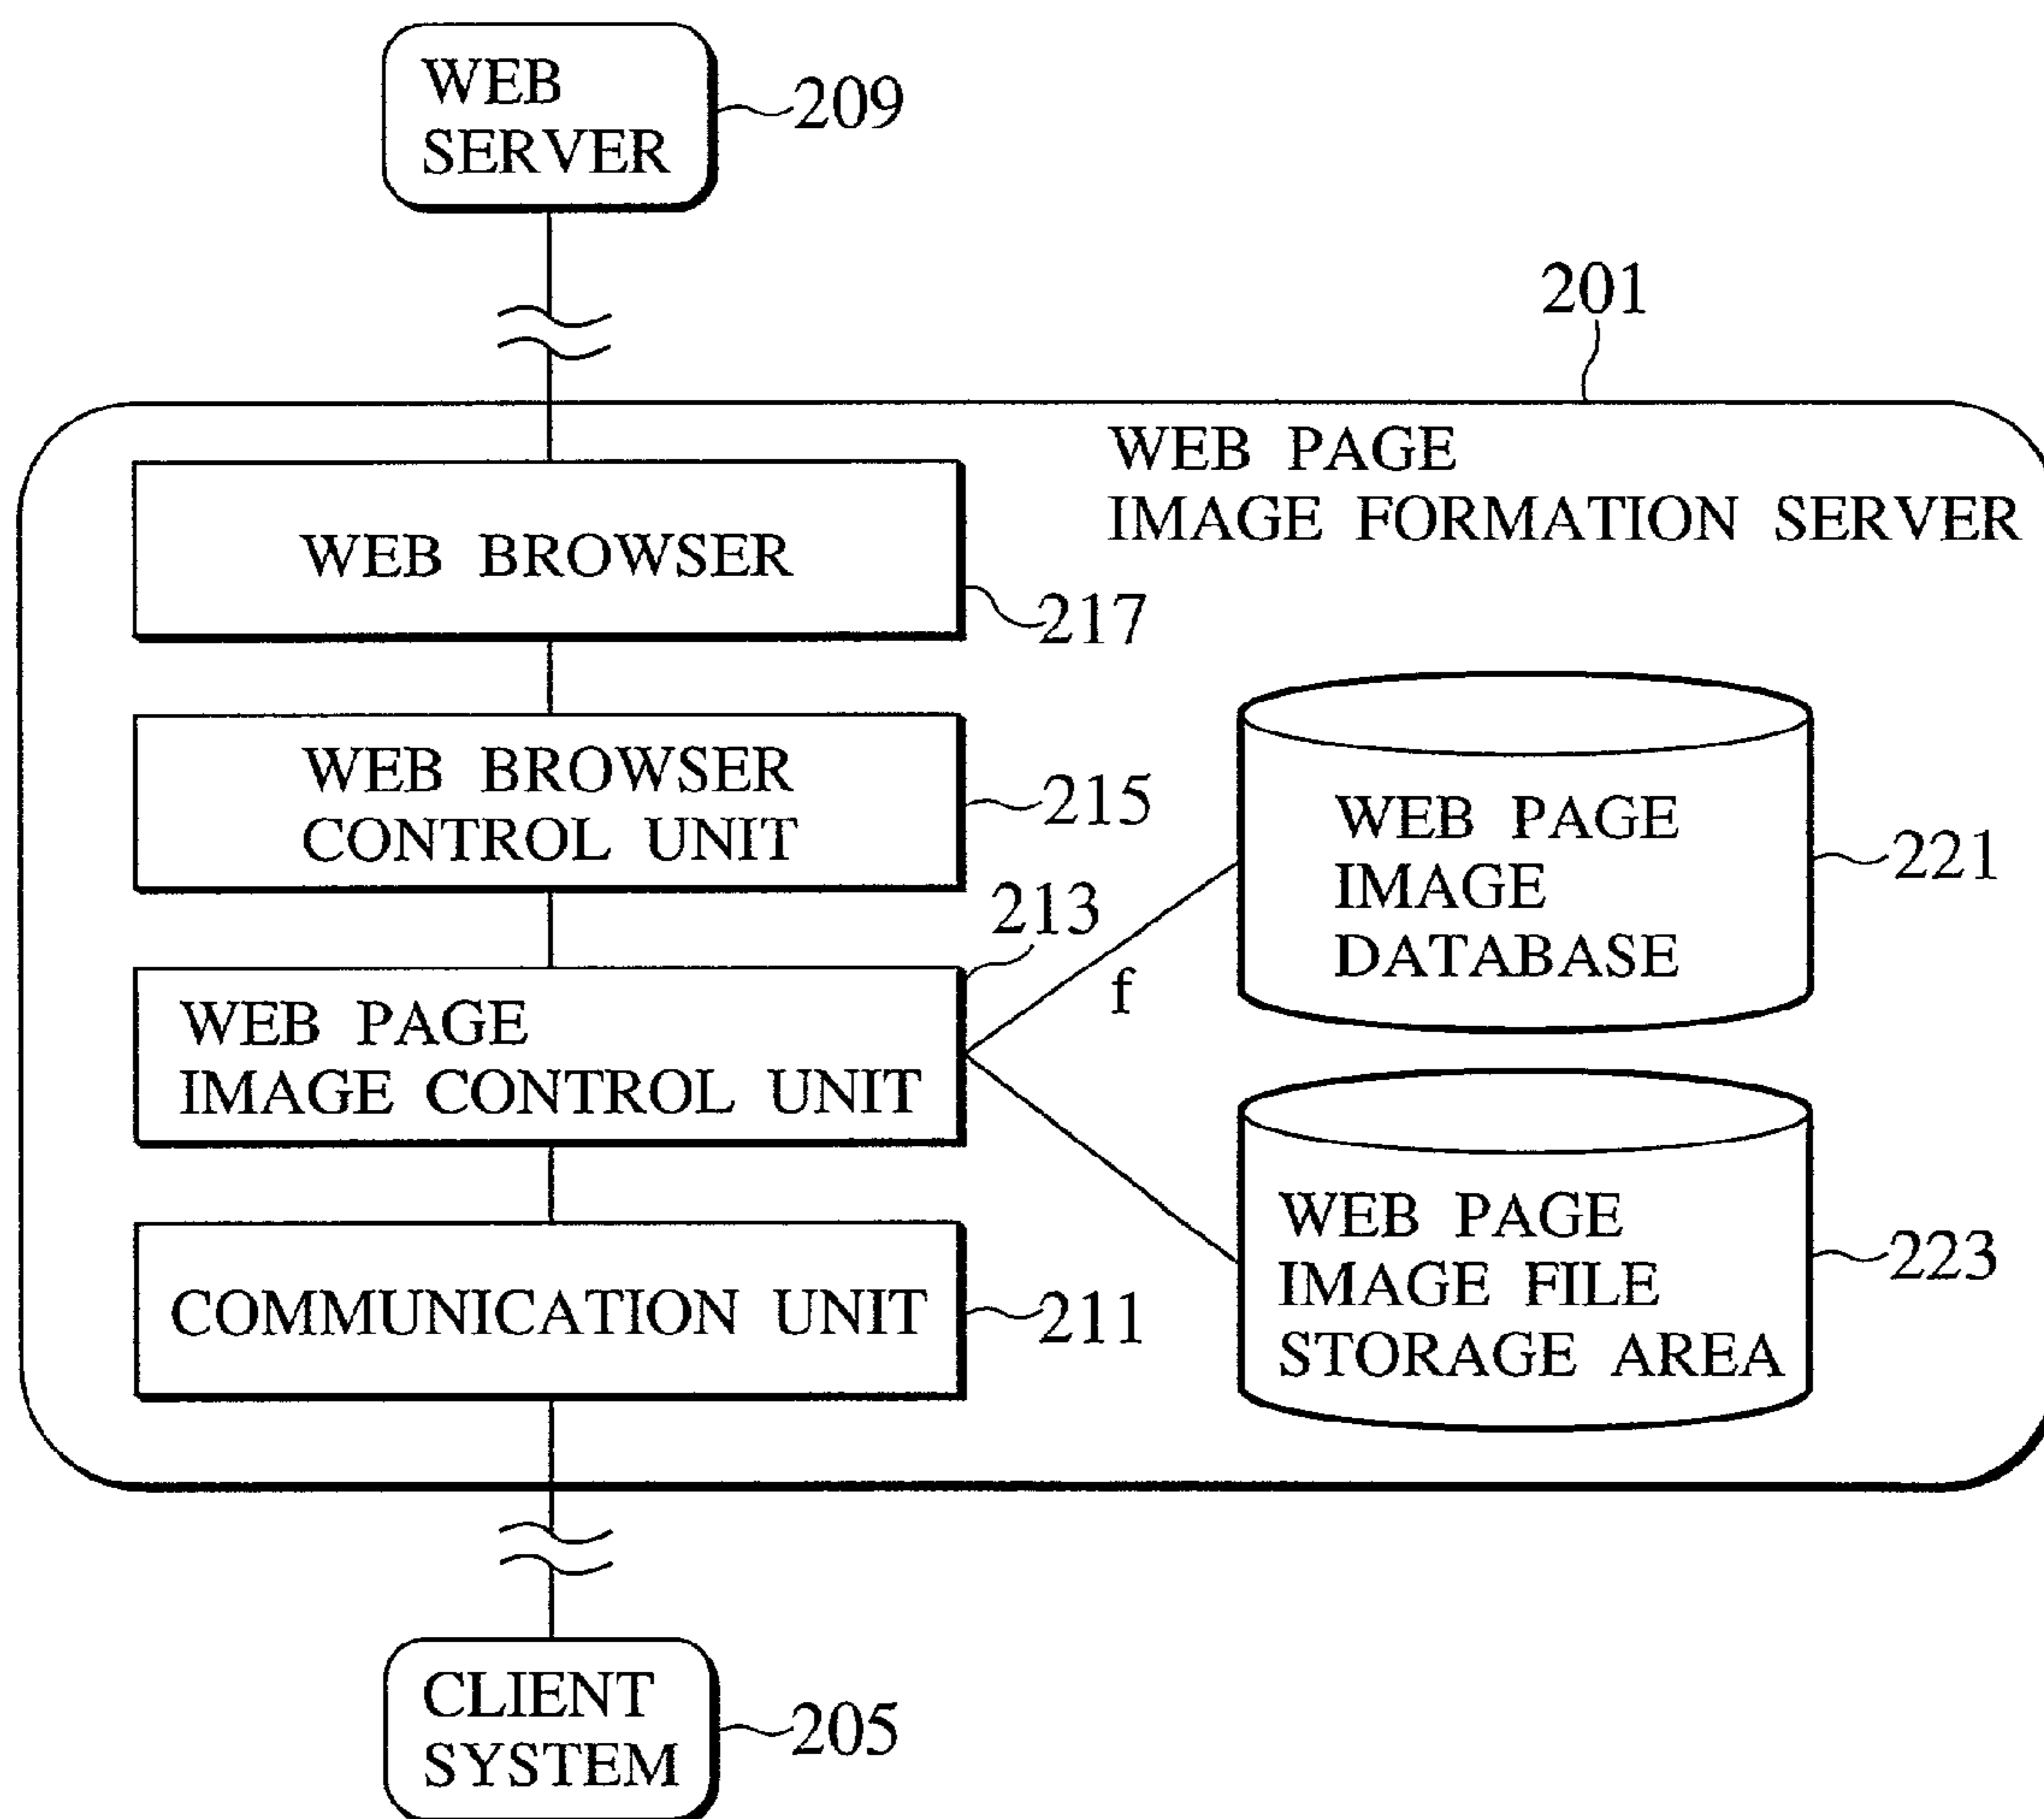 WEB
SERVER
209
201
WEB PAGE
IMAGE FORMATION SERVER
WEB BROWSER
217
WEB BROWSER
CONTROL UNIT
215
213
WEB PAGE
IMAGE CONTROL UNIT
f
WEB PAGE
IMAGE
DATABASE
221
WEB PAGE
IMAGE FILE
STORAGE AREA
223
COMMUNICATION UNIT
211
CLIENT
SYSTEM
205